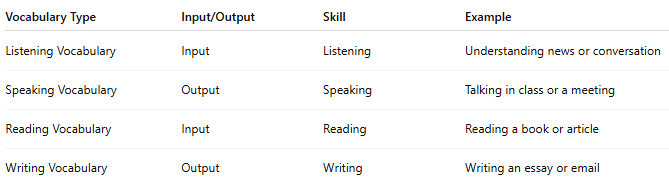 Vocabulary Type Input/Output Skill Example
Listening Vocabulary Input Listening Understanding news or conversation
Speaking Vocabulary Output Speaking Talking in class or a meeting
Reading Vocabulary Input Reading Reading a book or article
Writing Vocabulary Output Writing Writing an essay or email